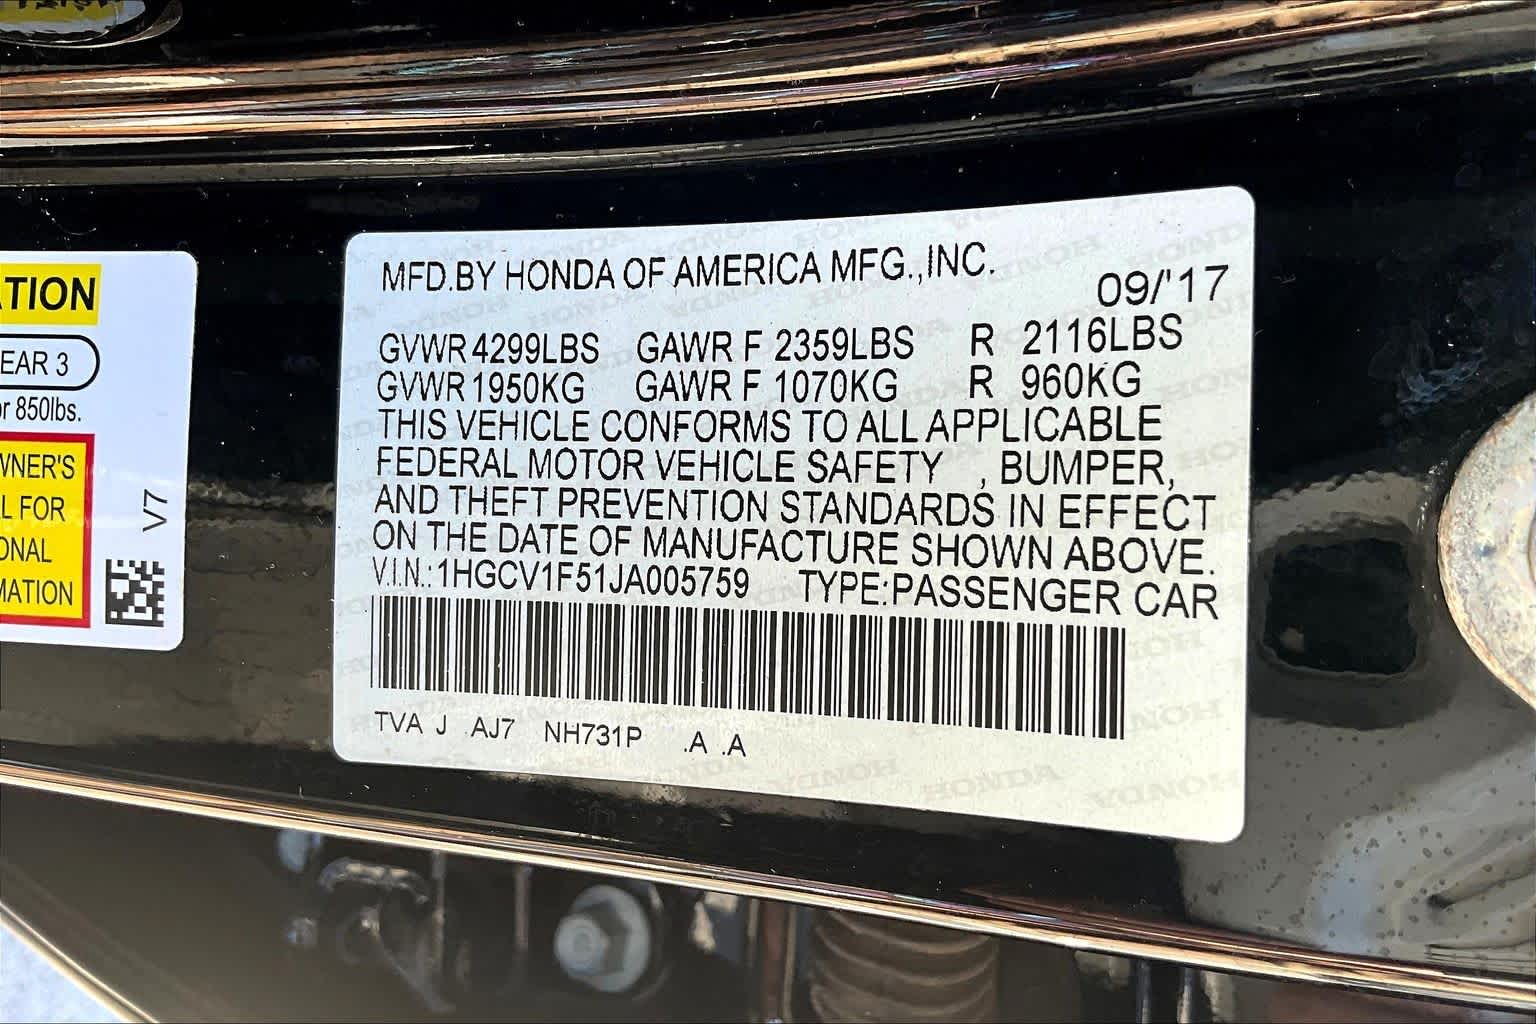 MFD.BY HONDA OF AMERICA MFG.,INC.
09/'17
GVWR 4299LBS GAWR F 2359LBS R 2116LBS
GVWR 1950KG GAWR F 1070KG R 960KG
THIS VEHICLE CONFORMS TO ALL APPLICABLE
FEDERAL MOTOR VEHICLE SAFETY , BUMPER,
AND THEFT PREVENTION STANDARDS IN EFFECT
ON THE DATE OF MANUFACTURE SHOWN ABOVE.
V.I.N.: 1HGCV1F51JA005759 TYPE:PASSENGER CAR
TVA J AJ7 NH731P .A .A
TION
EAR 3
r 850lbs.
WNER'S
L FOR
ONAL
MATION
V7